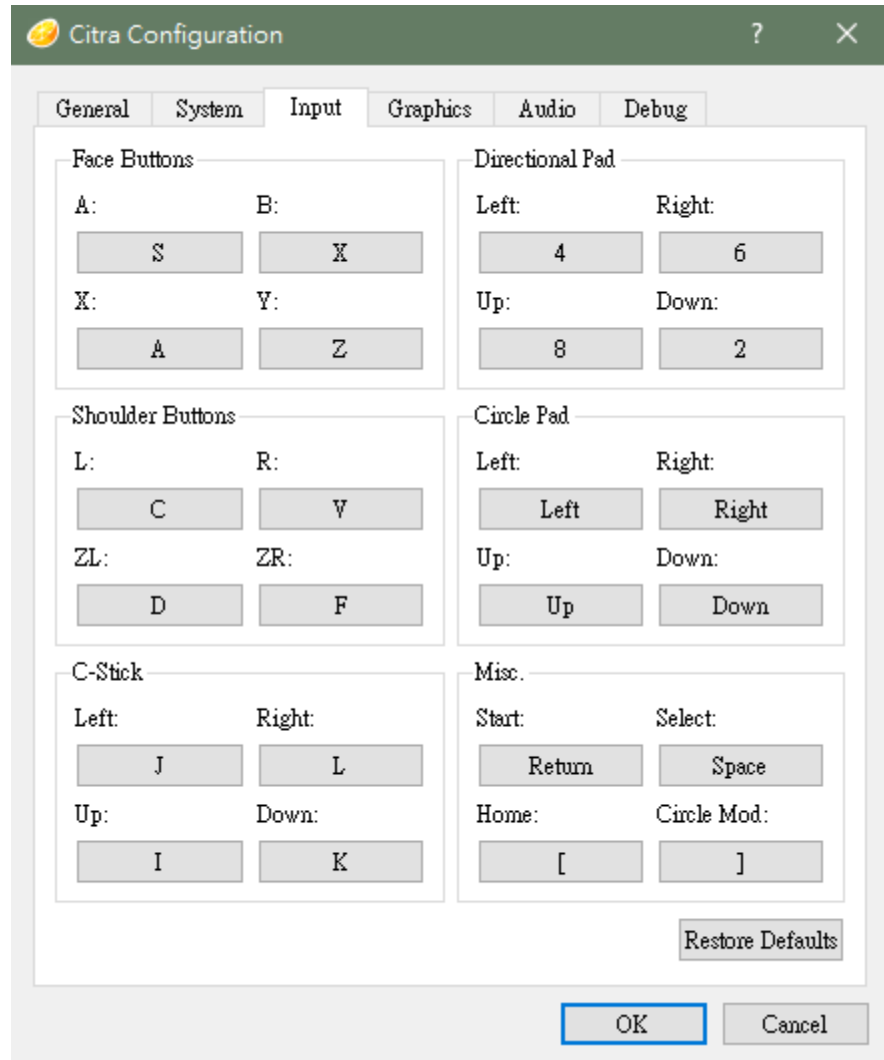 Citra Configuration ? ×
General System Input Graphics Audio Debug
Face Buttons
A: B:
S X
X: Y:
A Z
Directional Pad
Left: Right:
4 6
Up: Down:
8 2
Shoulder Buttons
L: R:
C V
ZL: ZR:
D F
Circle Pad
Left: Right:
Left Right
Up: Down:
Up Down
C-Stick
Left: Right:
J L
Up: Down:
I K
Misc.
Start: Select:
Return Space
Home: Circle Mod:
[ ]
Restore Defaults
OK Cancel